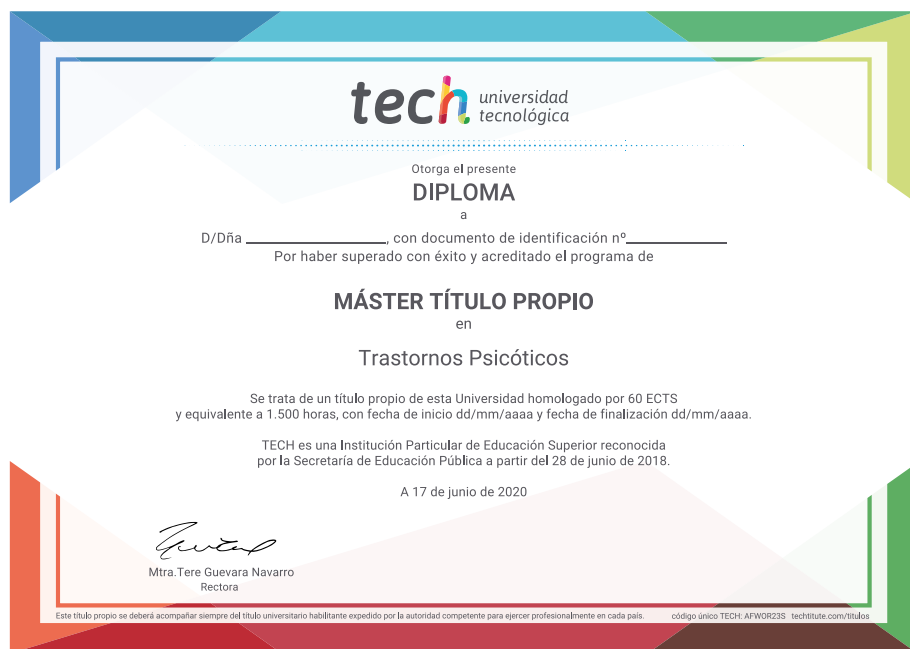 tech universidad
tecnológica
Otorga el presente
DIPLOMA
a
D/Dña ____________________, con documento de identificación nº______________
Por haber superado con éxito y acreditado el programa de
MÁSTER TÍTULO PROPIO
en
Trastornos Psicóticos
Se trata de un título propio de esta Universidad homologado por 60 ECTS
y equivalente a 1.500 horas, con fecha de inicio dd/mm/aaaa y fecha de finalización dd/mm/aaaa.
TECH es una Institución Particular de Educación Superior reconocida
por la Secretaría de Educación Pública a partir del 28 de junio de 2018.
A 17 de junio de 2020
Mtra.Tere Guevara Navarro
Rectora
Este título propio se deberá acompañar siempre del título universitario habilitante expedido por la autoridad competente para ejercer profesionalmente en cada país. código único TECH: AFWOR23S techtitute.com/titulos